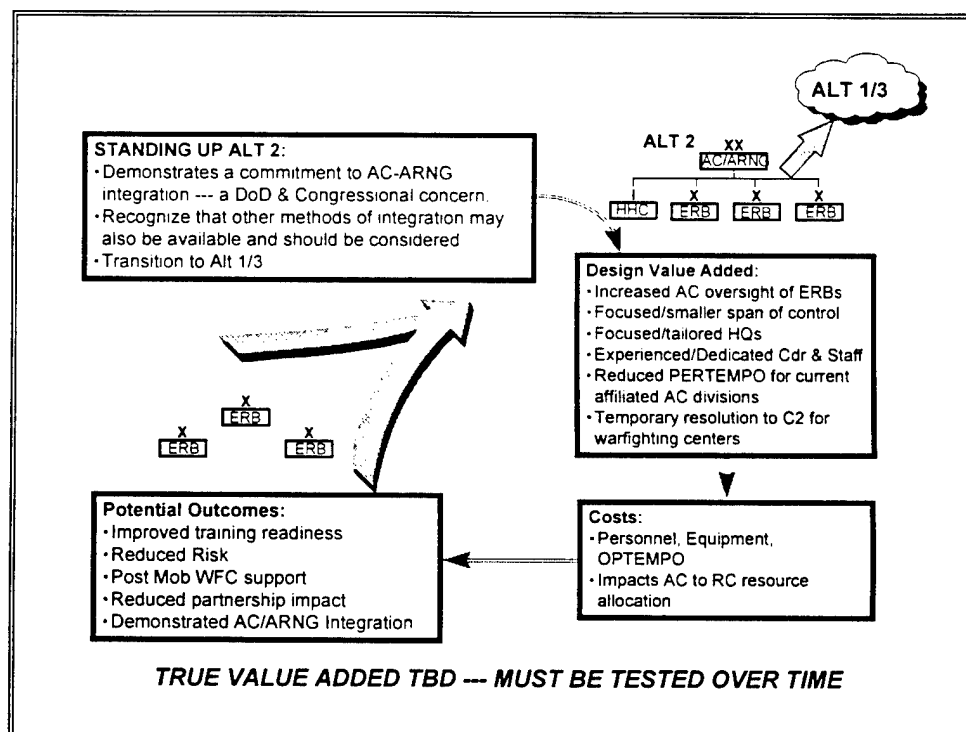 ALT 1/3
ALT 2
XX
AC/ARNG
X X X
HHC ERB ERB ERB
STANDING UP ALT 2:
·Demonstrates a commitment to AC-ARNG
integration --- a DoD & Congressional concern.
·Recognize that other methods of integration may
also be available and should be considered
·Transition to Alt 1/3
Design Value Added:
·Increased AC oversight of ERBs
·Focused/smaller span of control
·Focused/tailored HQs
·Experienced/Dedicated Cdr & Staff
·Reduced PERTEMPO for current
affiliated AC divisions
·Temporary resolution to C2 for
warfighting centers
X
ERB
X X
ERB ERB
Potential Outcomes:
·Improved training readiness
·Reduced Risk
·Post Mob WFC support
·Reduced partnership impact
·Demonstrated AC/ARNG Integration
Costs:
·Personnel, Equipment,
OPTEMPO
·Impacts AC to RC resource
allocation
TRUE VALUE ADDED TBD --- MUST BE TESTED OVER TIME